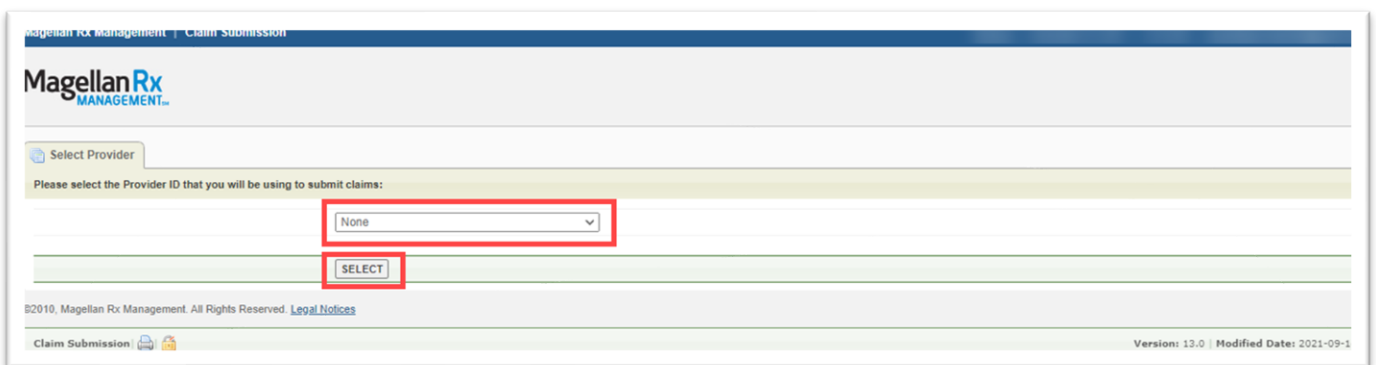 Magellan Rx Management | Claim Submission
Magellan Rx
MANAGEMENT
Select Provider
Please select the Provider ID that you will be using to submit claims:
None
SELECT
©2010, Magellan Rx Management. All Rights Reserved. Legal Notices
Claim Submission
Version: 13.0 | Modified Date: 2021-09-1